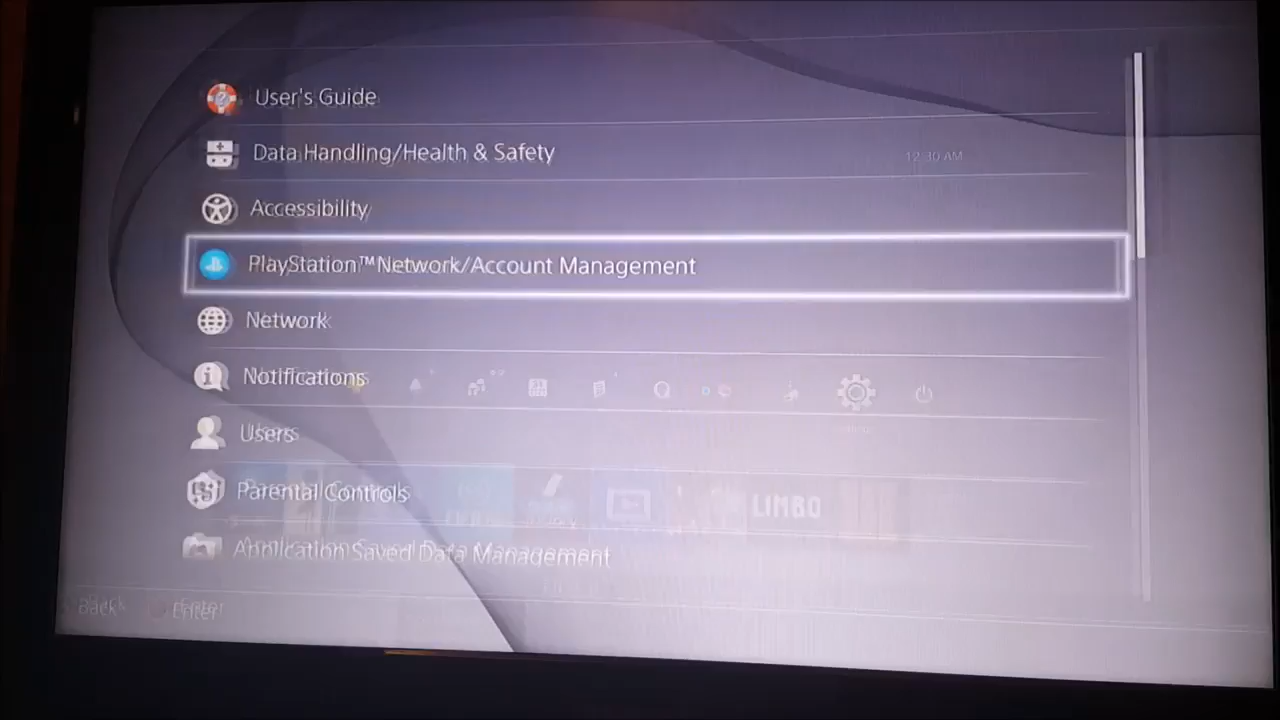 User's Guide
Data Handling/Health & Safety
12:30 AM
Accessibility
PlayStation™Network/Account Management
Network
Notifications
Users
Parental Controls
LIMBO
Application Saved Data Management
Back
Enter